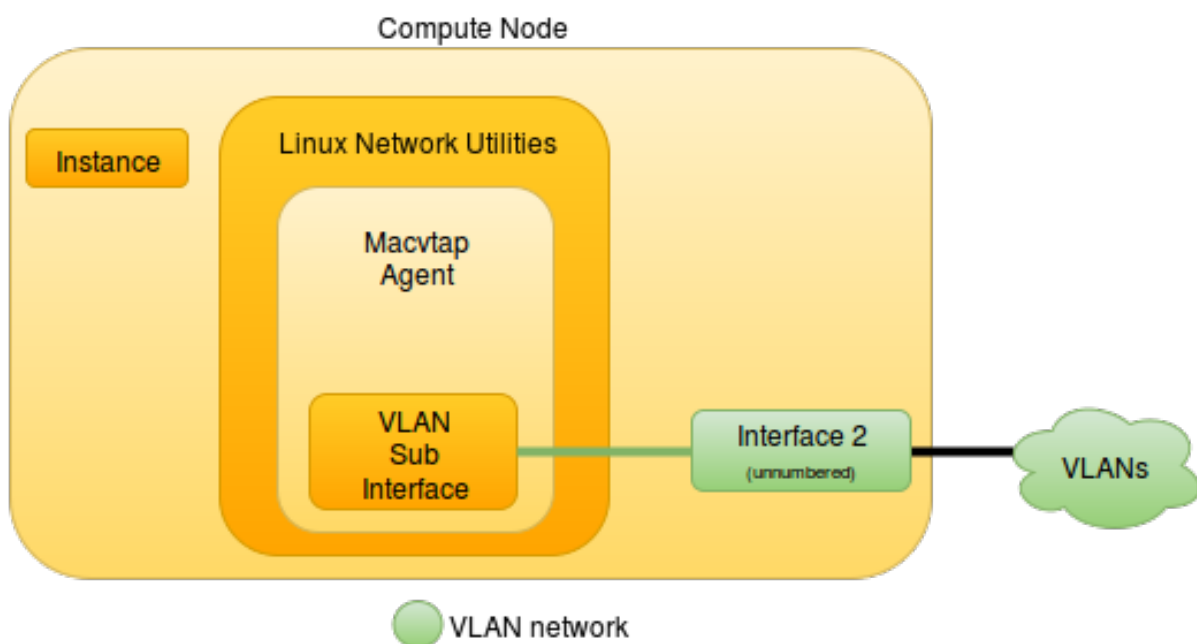 Compute Node
Instance
Linux Network Utilities
Macvtap
Agent
VLAN
Sub
Interface
Interface 2
(unnumbered)
VLANs
VLAN network